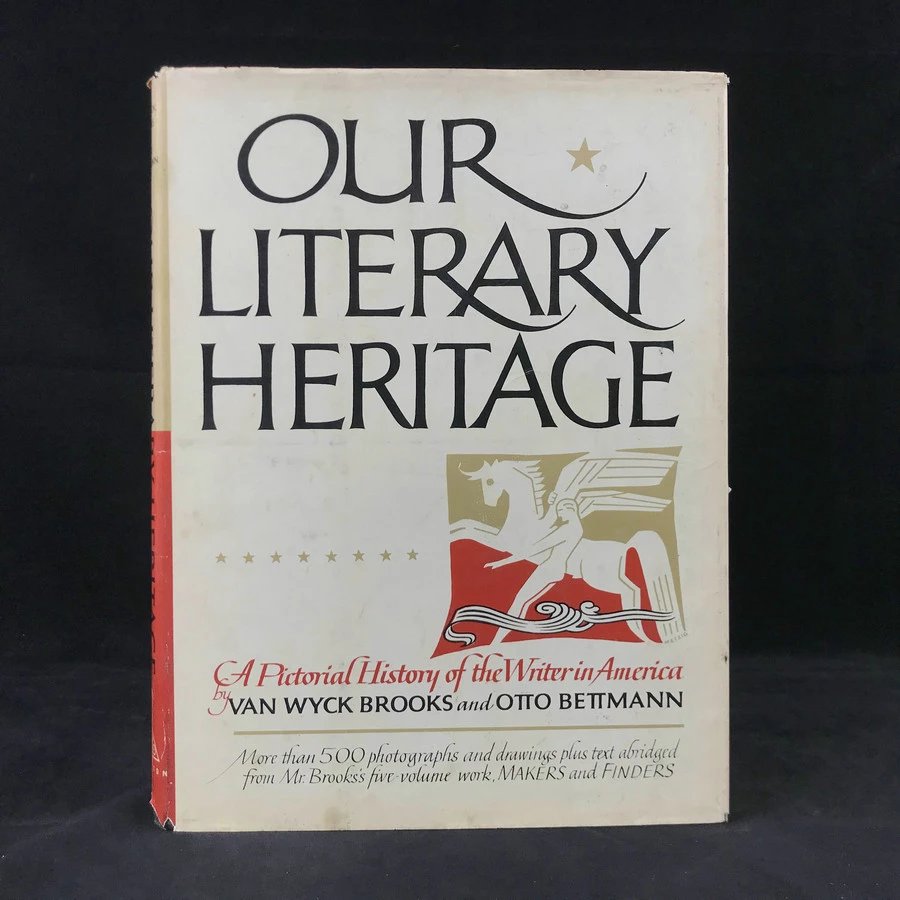 OUR
LITERARY
HERITAGE
A Pictorial History of the Writer in America
by VAN WYCK BROOKS and OTTO BETTMANN
More than 500 photographs and drawings plus text abridged
from Mr. Brooks's five-volume work, MAKERS and FINDERS